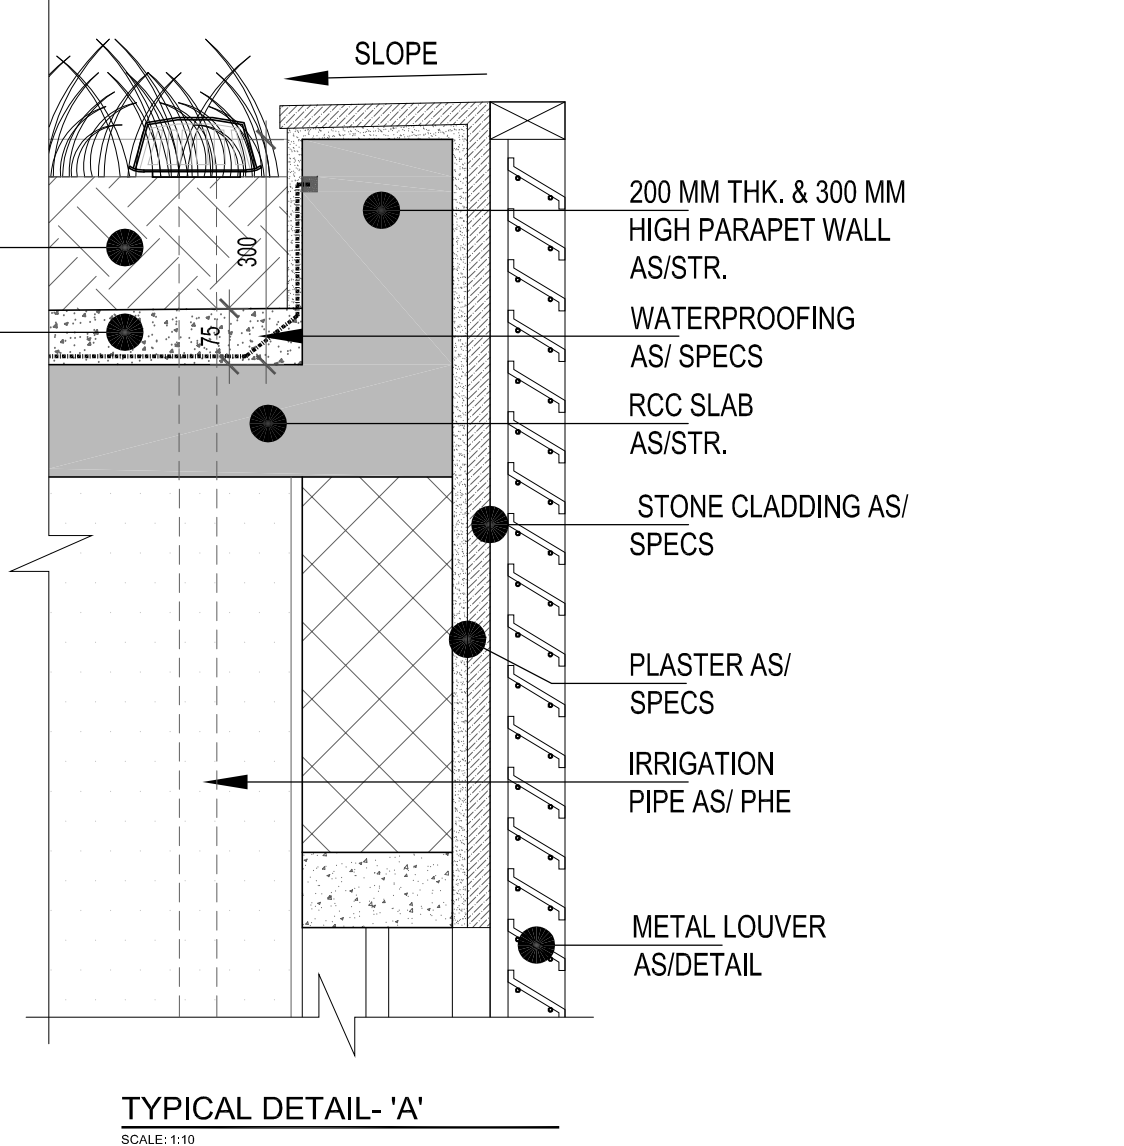 SLOPE
200 MM THK. & 300 MM
HIGH PARAPET WALL
AS/STR.
300
WATERPROOFING
AS/ SPECS
75
RCC SLAB
AS/STR.
STONE CLADDING AS/
SPECS
PLASTER AS/
SPECS
IRRIGATION
PIPE AS/ PHE
METAL LOUVER
AS/DETAIL
TYPICAL DETAIL- 'A'
SCALE: 1:10